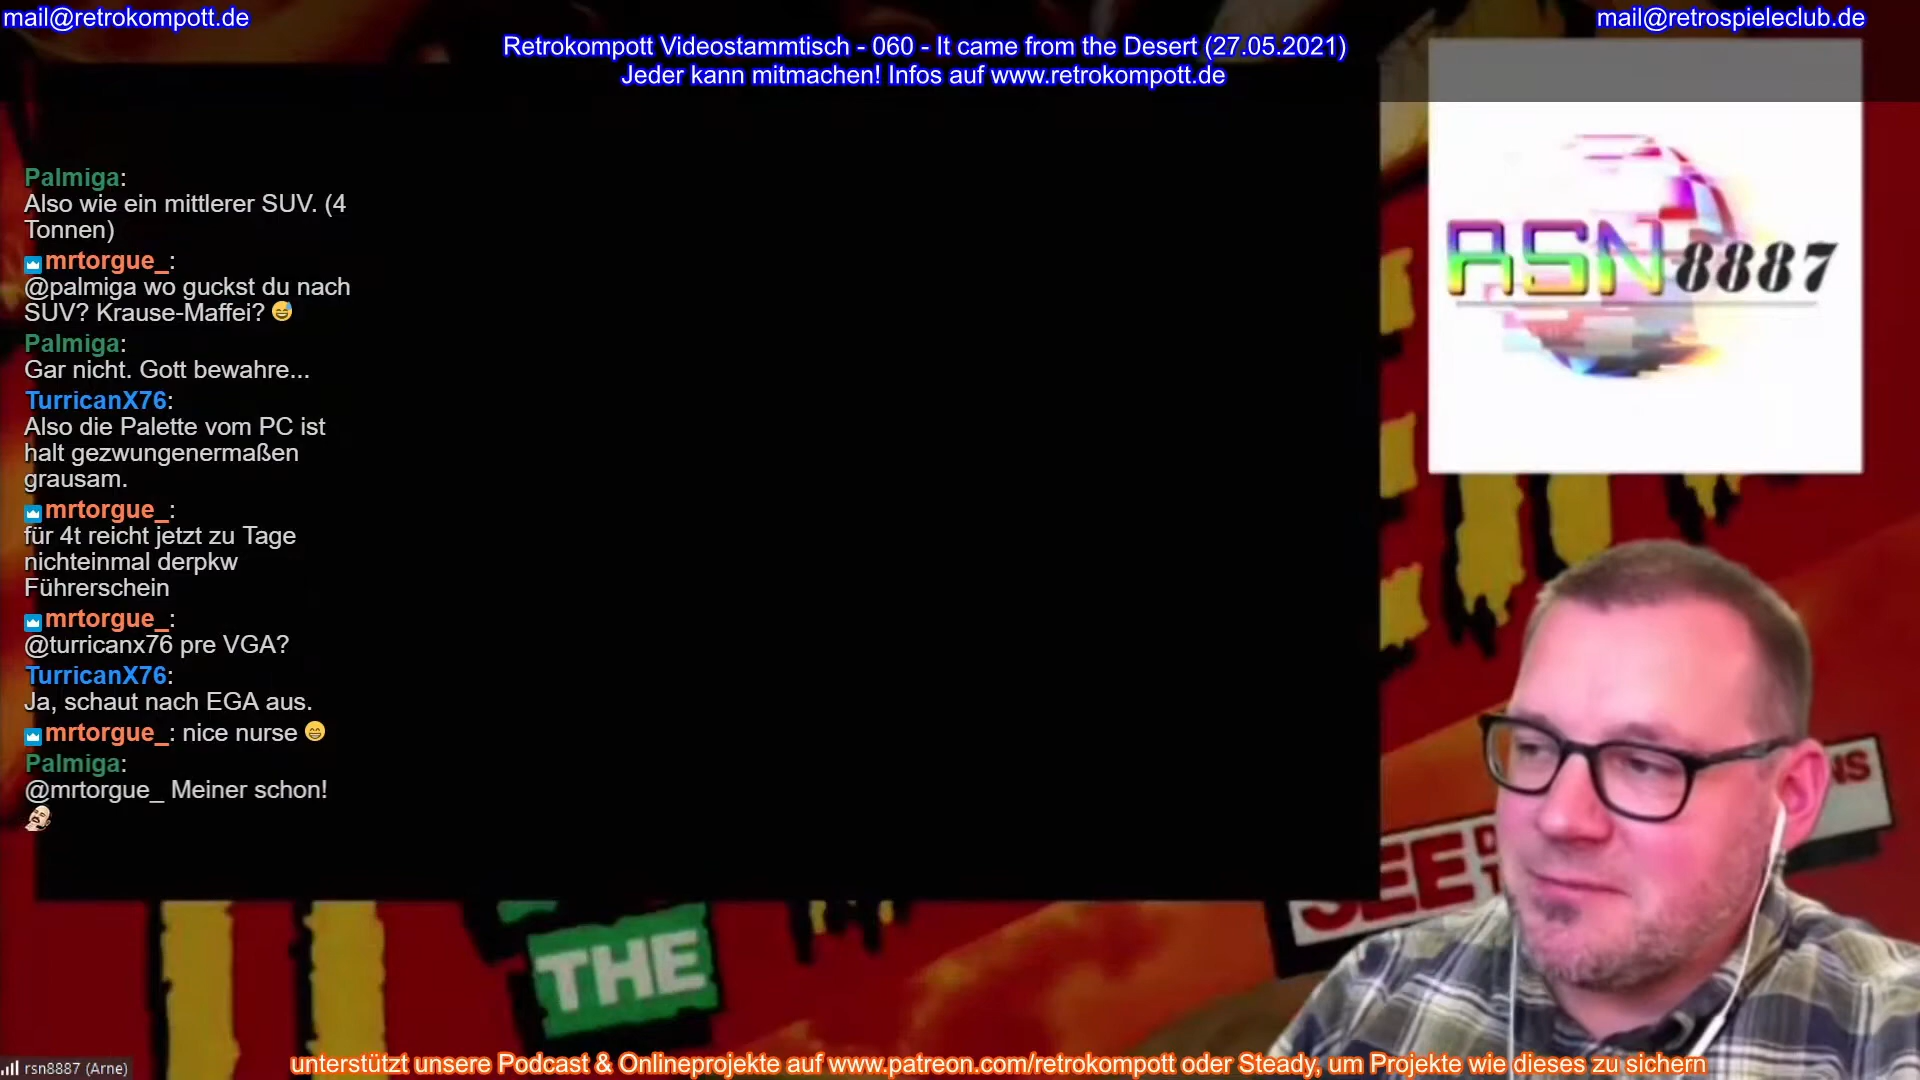 mail@retrokompott.de
mail@retrospieleclub.de
Retrokompott Videostammtisch - 060 - It came from the Desert (27.05.2021)
Jeder kann mitmachen! Infos auf www.retrokompott.de
RSN8887
Palmiga:
Also wie ein mittlerer SUV. (4
Tonnen)
mrtorgue_:
@palmiga wo guckst du nach
SUV? Krause-Maffei? 😅
Palmiga:
Gar nicht. Gott bewahre...
TurricanX76:
Also die Palette vom PC ist
halt gezwungenermaßen
grausam.
mrtorgue_:
für 4t reicht jetzt zu Tage
nichteinmal derpkw
Führerschein
mrtorgue_:
@turricanx76 pre VGA?
TurricanX76:
Ja, schaut nach EGA aus.
mrtorgue_: nice nurse 😁
Palmiga:
@mrtorgue_ Meiner schon!
SEE
THE
rsn8887 (Arne)
unterstützt unsere Podcast & Onlineprojekte auf www.patreon.com/retrokompott oder Steady, um Projekte wie dieses zu sichern